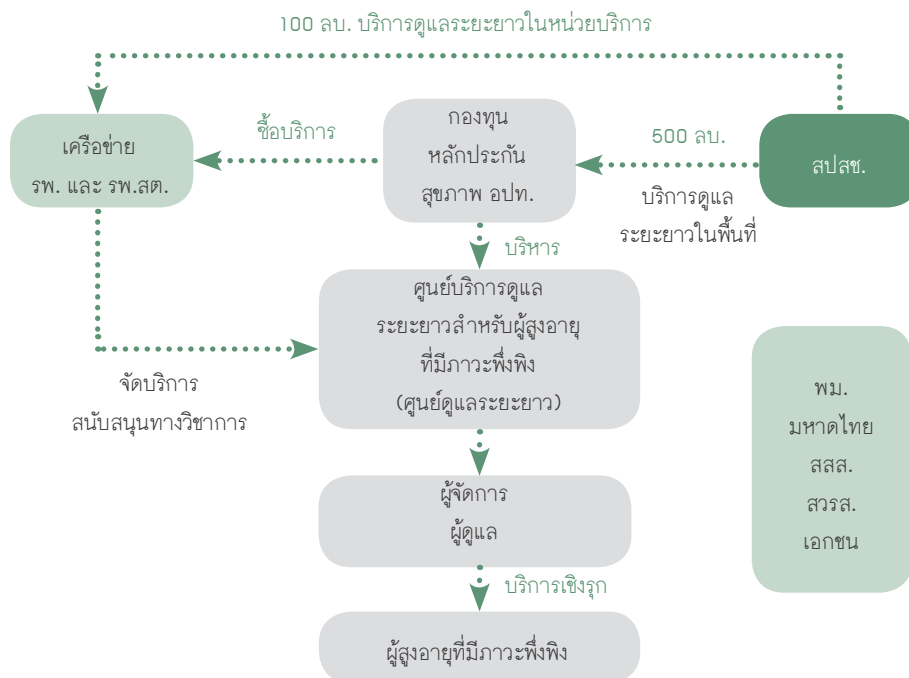 100 ลบ. บริการดูแลระยะยาวในหน่วยบริการ
เครือข่าย
รพ. และ รพ.สต.
ซื้อบริการ
กองทุน
หลักประกัน
สุขภาพ อปท.
500 ลบ.
บริการดูแล
ระยะยาวในพื้นที่
สปสช.
บริหาร
ศูนย์บริการดูแล
ระยะยาวสำหรับผู้สูงอายุ
ที่มีภาวะพึ่งพิง
(ศูนย์ดูแลระยะยาว)
จัดบริการ
สนับสนุนทางวิชาการ
พม.
มหาดไทย
สสส.
สวรส.
เอกชน
ผู้จัดการ
ผู้ดูแล
บริการเชิงรุก
ผู้สูงอายุที่มีภาวะพึ่งพิง